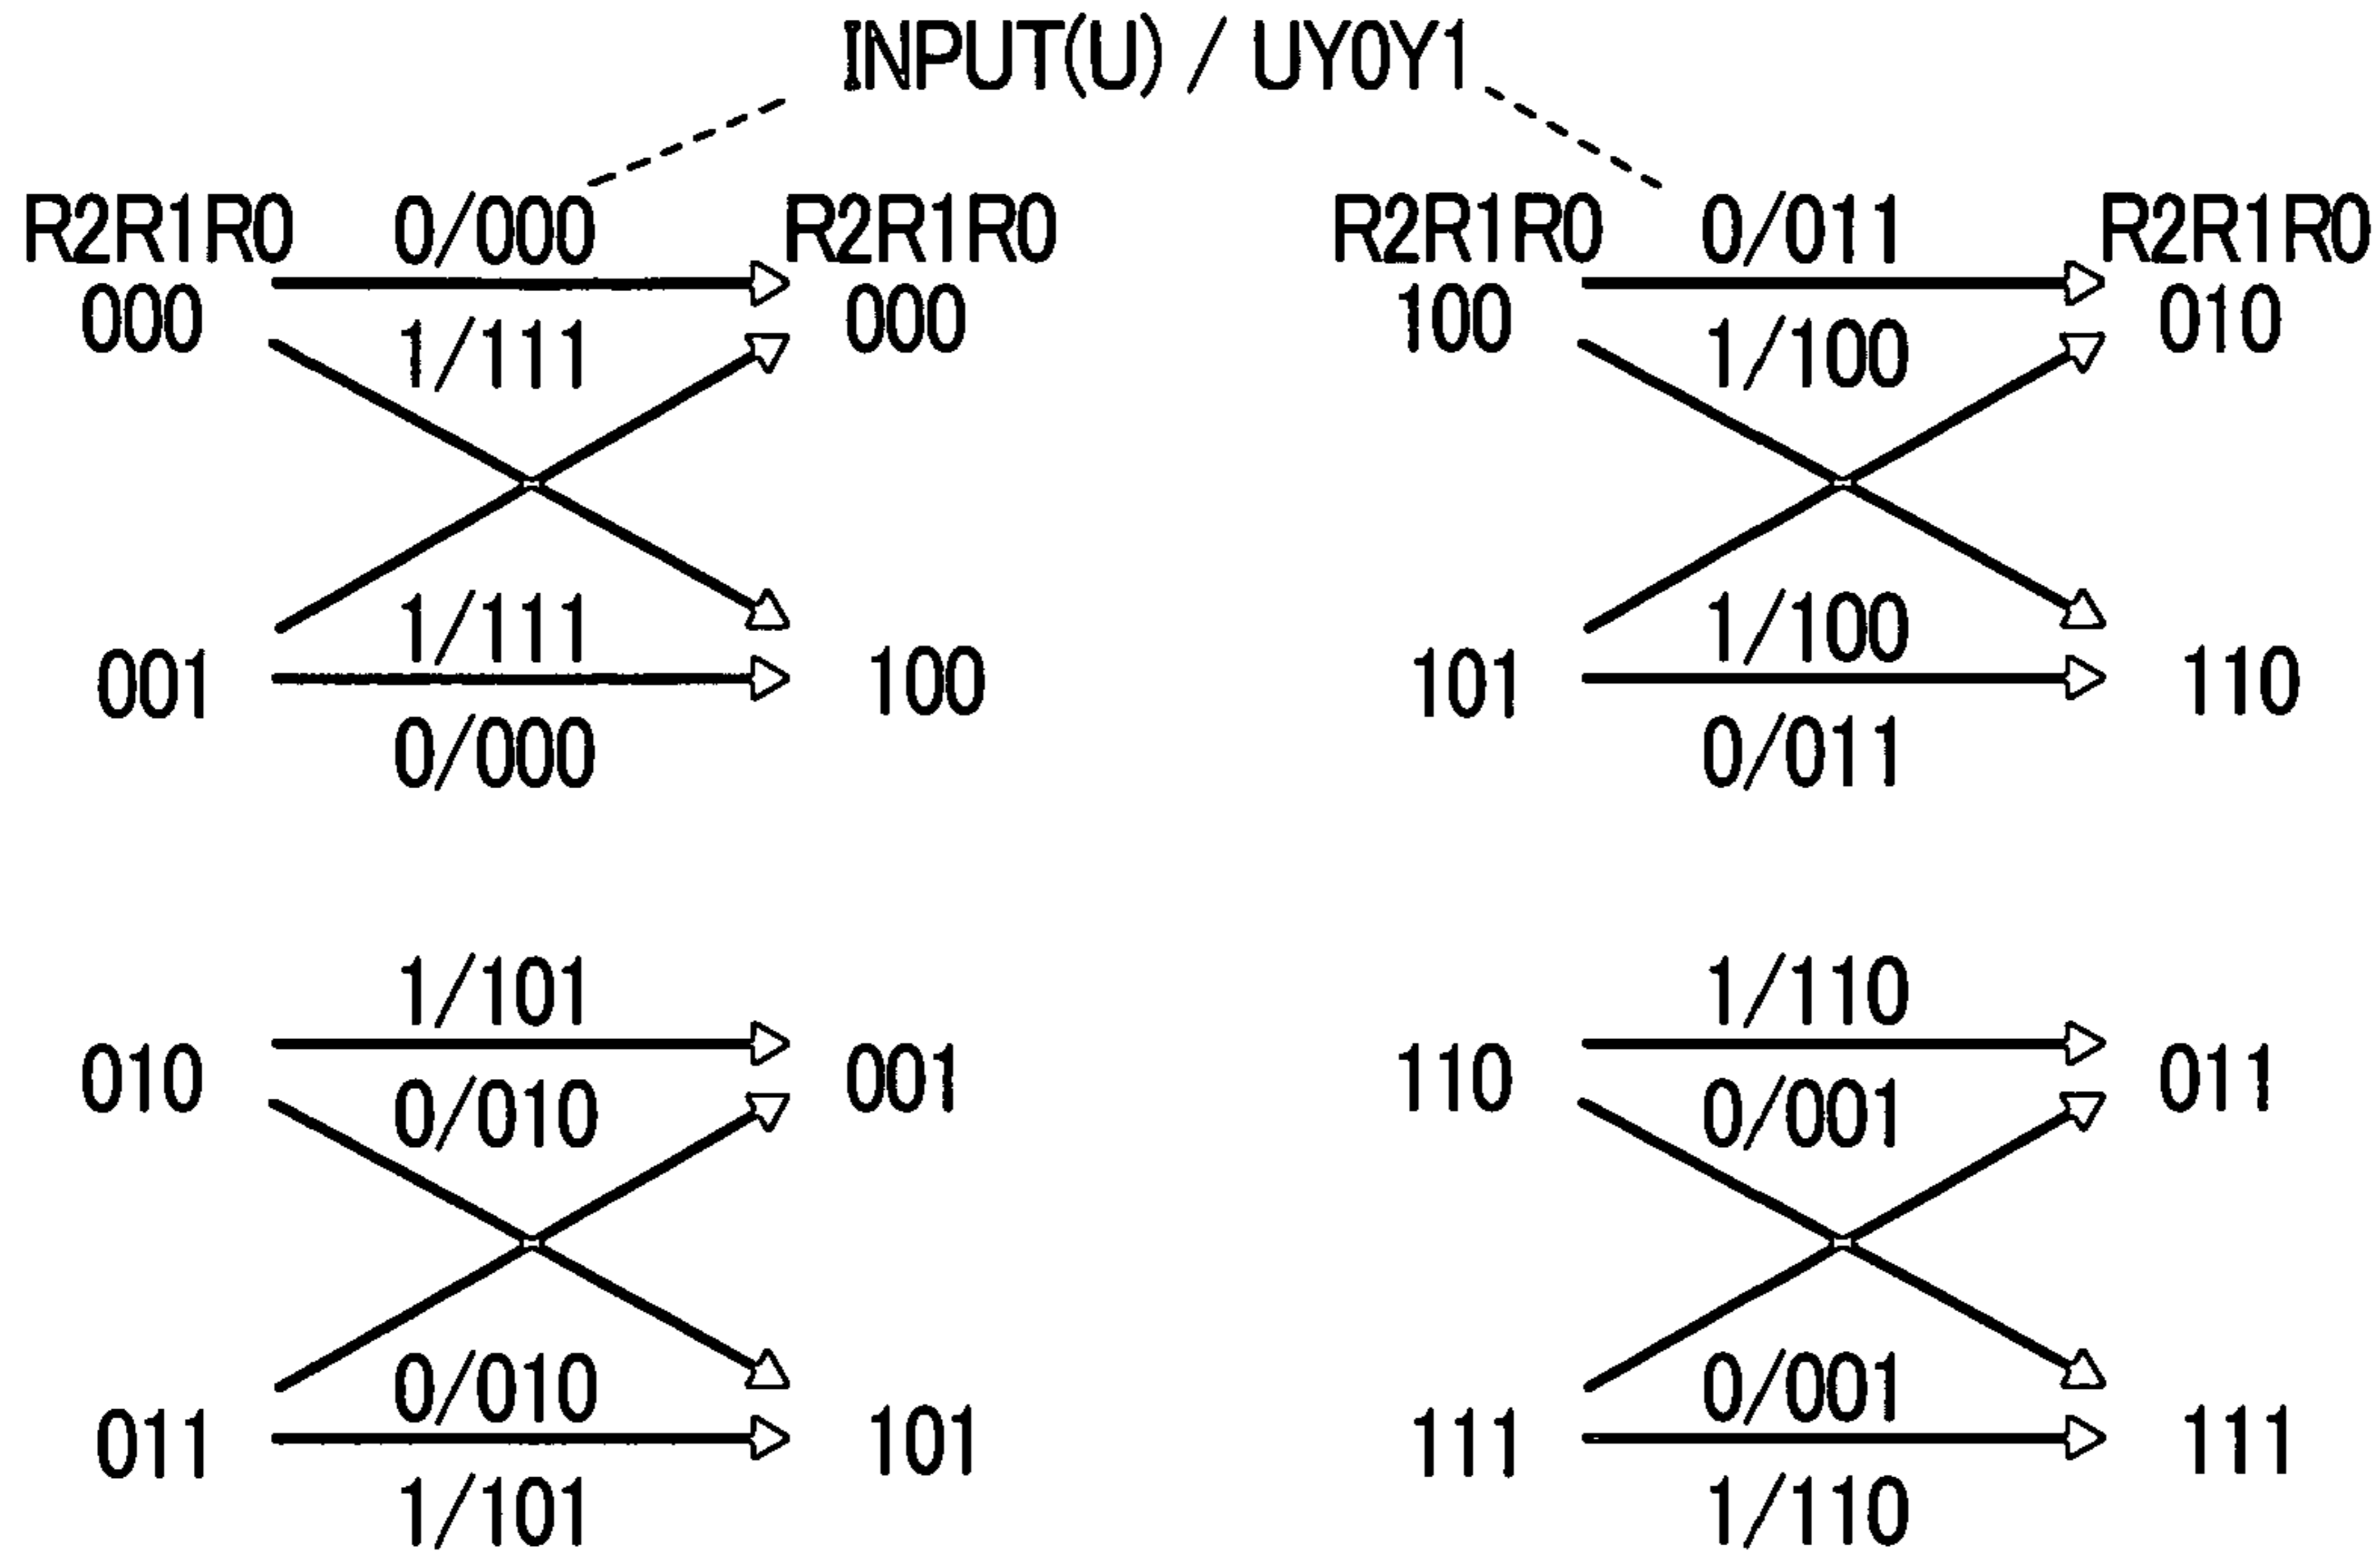 INPUT(U) / UY0Y1
R2R1R0 0/000 R2R1R0 R2R1R0 0/011 R2R1R0
000 1/111 000 100 1/100 010
1/111 1/100
001 100 101 110
0/000 0/011
1/101 1/110
010 0/010 001 110 0/001 011
0/010 0/001
011 101 111 111
1/101 1/110